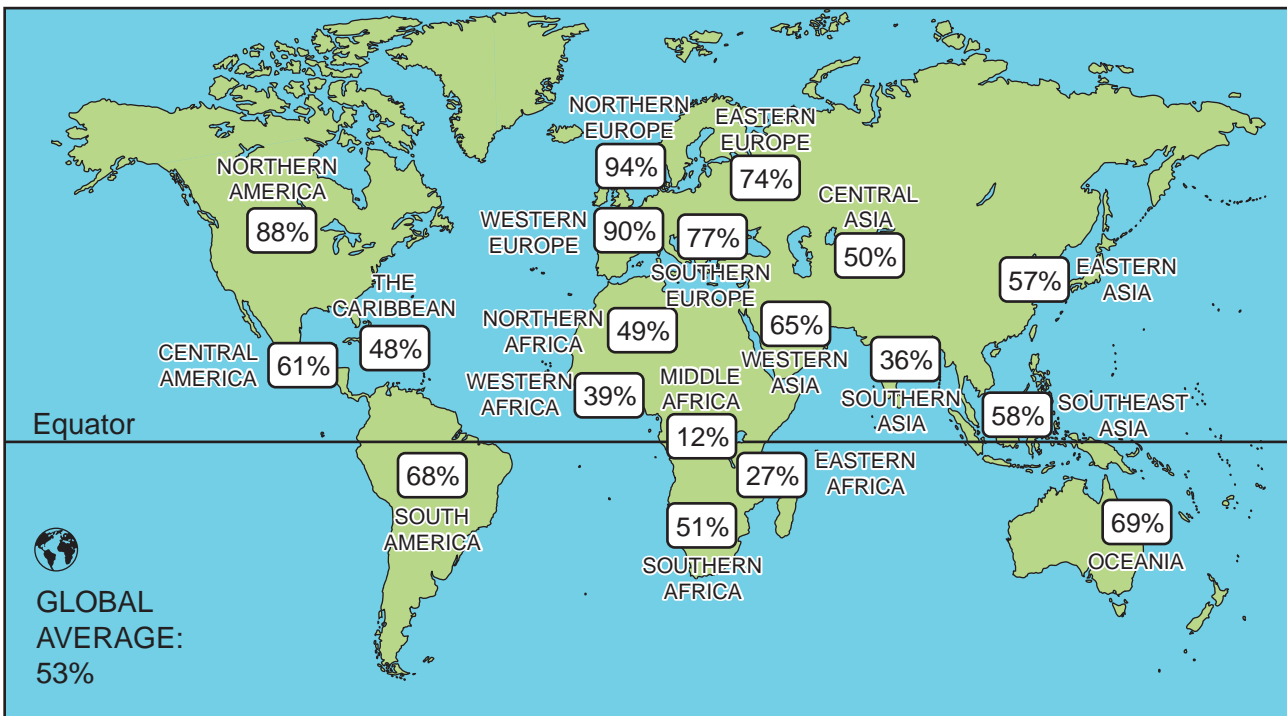 NORTHERN
EUROPE
94%
EASTERN
EUROPE
74%
NORTHERN
AMERICA
88%
WESTERN
EUROPE
90%
77%
SOUTHERN
EUROPE
CENTRAL
ASIA
50%
57%
EASTERN
ASIA
THE
CARIBBEAN
48%
CENTRAL
AMERICA
61%
NORTHERN
AFRICA
49%
65%
WESTERN
ASIA
36%
SOUTHERN
ASIA
WESTERN
AFRICA
39%
MIDDLE
AFRICA
12%
58%
SOUTHEAST
ASIA
Equator
68%
SOUTH
AMERICA
27%
EASTERN
AFRICA
51%
SOUTHERN
AFRICA
69%
OCEANIA
GLOBAL
AVERAGE:
53%